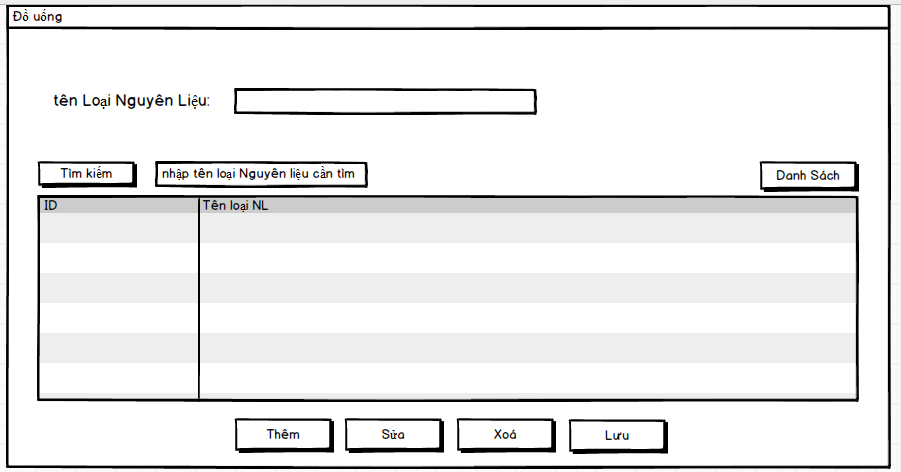 Đồ uống
tên Loại Nguyên Liệu:
Tìm kiếm
nhập tên loại Nguyên liệu cần tìm
Danh Sách
ID
Tên loại NL
Thêm
Sửa
Xoá
Lưu